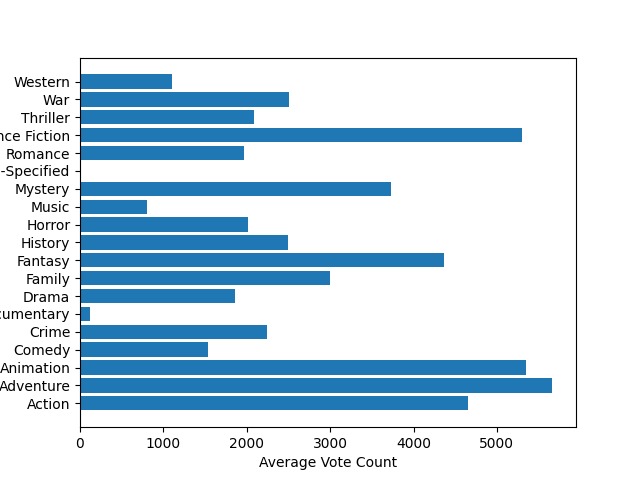 Western
War
Thriller
nce Fiction
Romance
-Specified
Mystery
Music
Horror
History
Fantasy
Family
Drama
cumentary
Crime
Comedy
Animation
Adventure
Action
0 1000 2000 3000 4000 5000
Average Vote Count